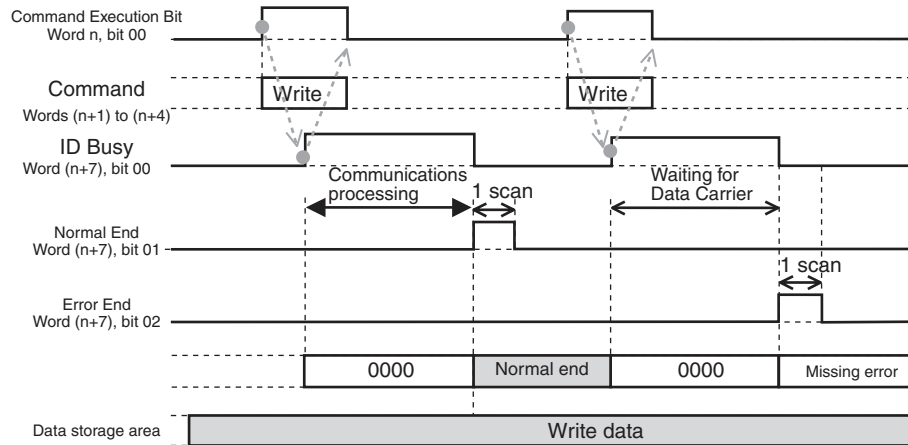 Command Execution Bit
Word n, bit 00
Command
Words (n+1) to (n+4)
Write
Write
ID Busy
Word (n+7), bit 00
Communications
processing
1 scan
Waiting for
Data Carrier
Normal End
Word (n+7), bit 01
1 scan
Error End
Word (n+7), bit 02
0000
Normal end
0000
Missing error
Data storage area
Write data